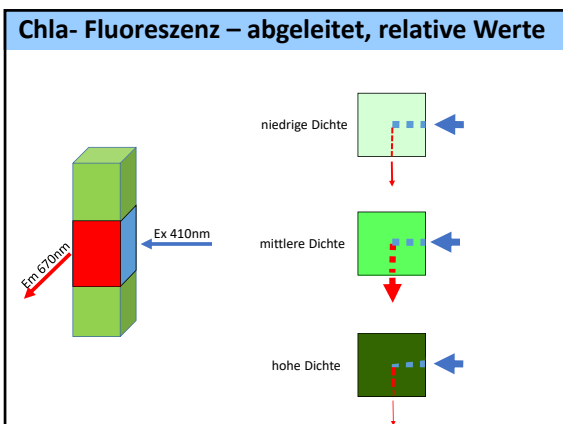 Chla- Fluoreszenz – abgeleitet, relative Werte
niedrige Dichte
Ex 410nm
Em 670nm
mittlere Dichte
hohe Dichte